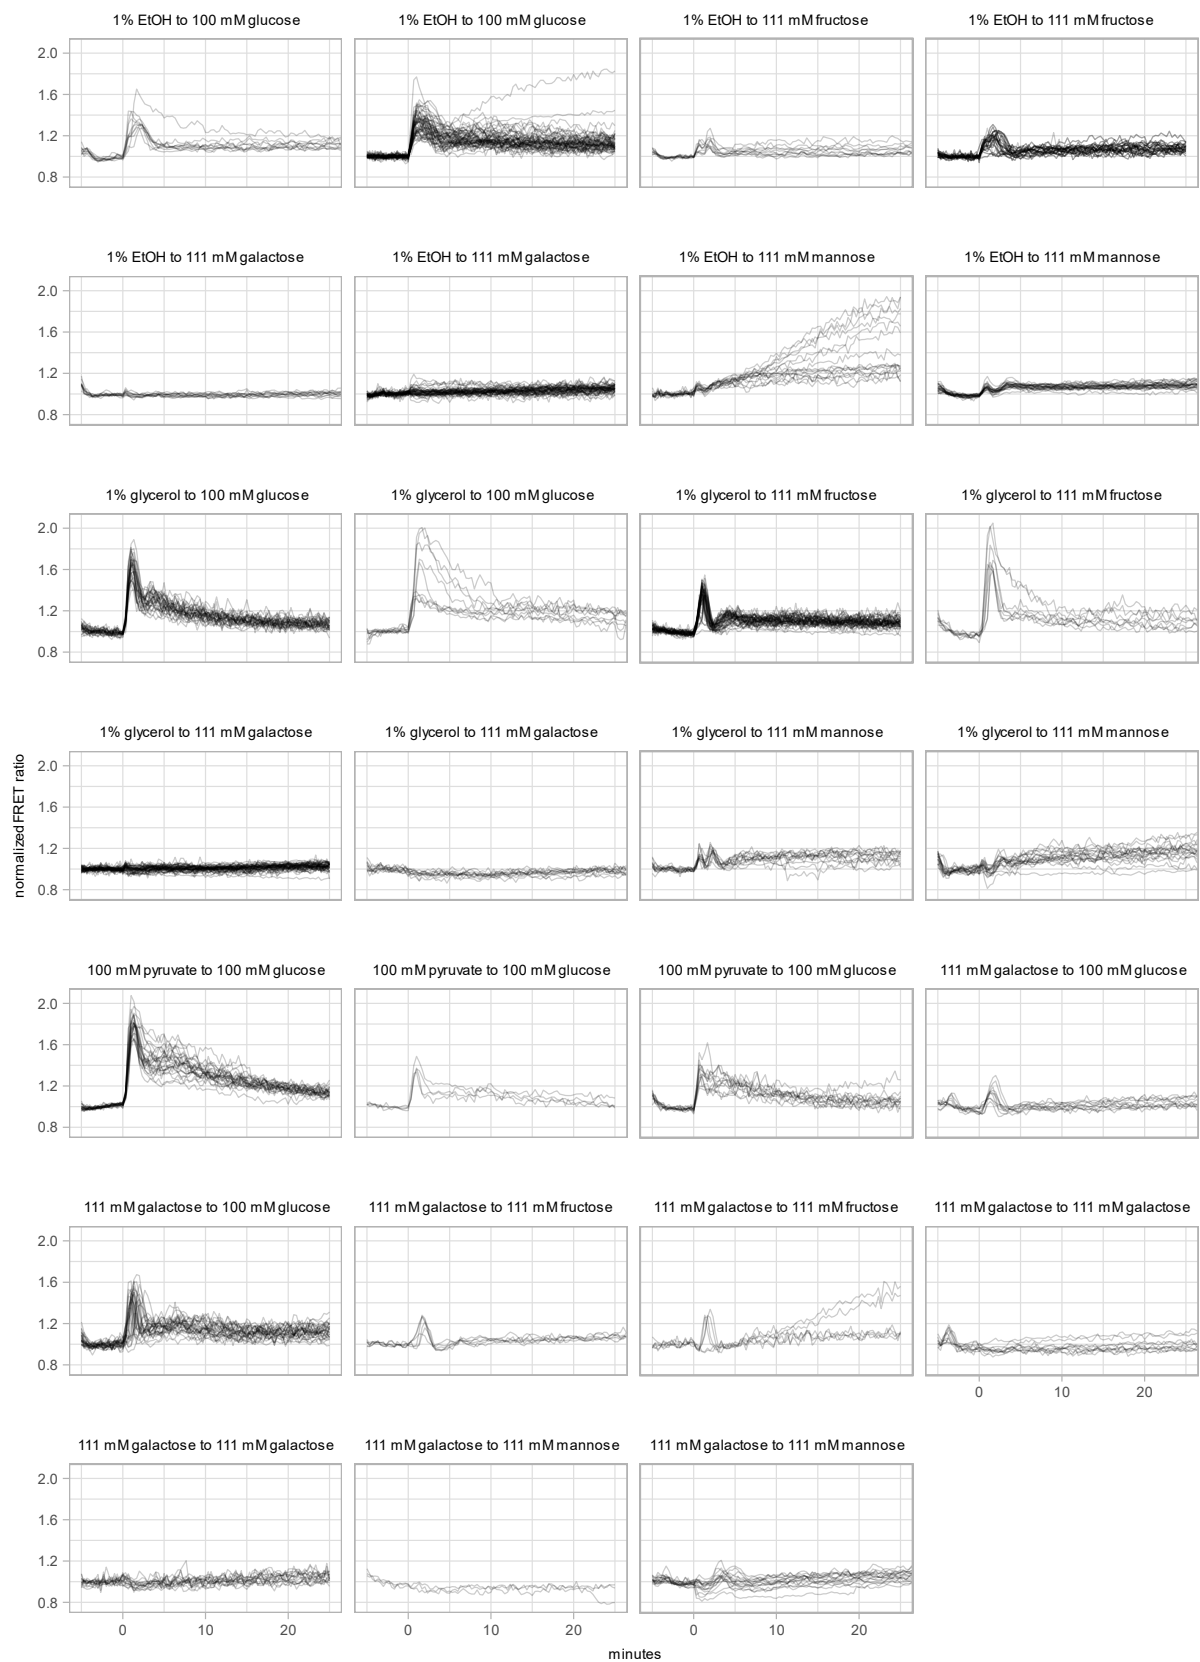 1% EtOH to 100 mM glucose
1% EtOH to 100 mM glucose
1% EtOH to 111 mM fructose
1% EtOH to 111 mM fructose
2.0
1.6
1.2
0.8
1% EtOH to 111 mM galactose
1% EtOH to 111 mM galactose
1% EtOH to 111 mM mannose
1% EtOH to 111 mM mannose
2.0
1.6
1.2
0.8
1% glycerol to 100 mM glucose
1% glycerol to 100 mM glucose
1% glycerol to 111 mM fructose
1% glycerol to 111 mM fructose
2.0
1.6
1.2
0.8
1% glycerol to 111 mM galactose
1% glycerol to 111 mM galactose
1% glycerol to 111 mM mannose
1% glycerol to 111 mM mannose
normalized FRET ratio
2.0
1.6
1.2
0.8
100 mM pyruvate to 100 mM glucose
100 mM pyruvate to 100 mM glucose
100 mM pyruvate to 100 mM glucose
111 mM galactose to 100 mM glucose
2.0
1.6
1.2
0.8
111 mM galactose to 100 mM glucose
111 mM galactose to 111 mM fructose
111 mM galactose to 111 mM fructose
111 mM galactose to 111 mM galactose
2.0
1.6
1.2
0.8
0 10 20
111 mM galactose to 111 mM galactose
111 mM galactose to 111 mM mannose
111 mM galactose to 111 mM mannose
2.0
1.6
1.2
0.8
0 10 20
0 10 20
0 10 20
minutes